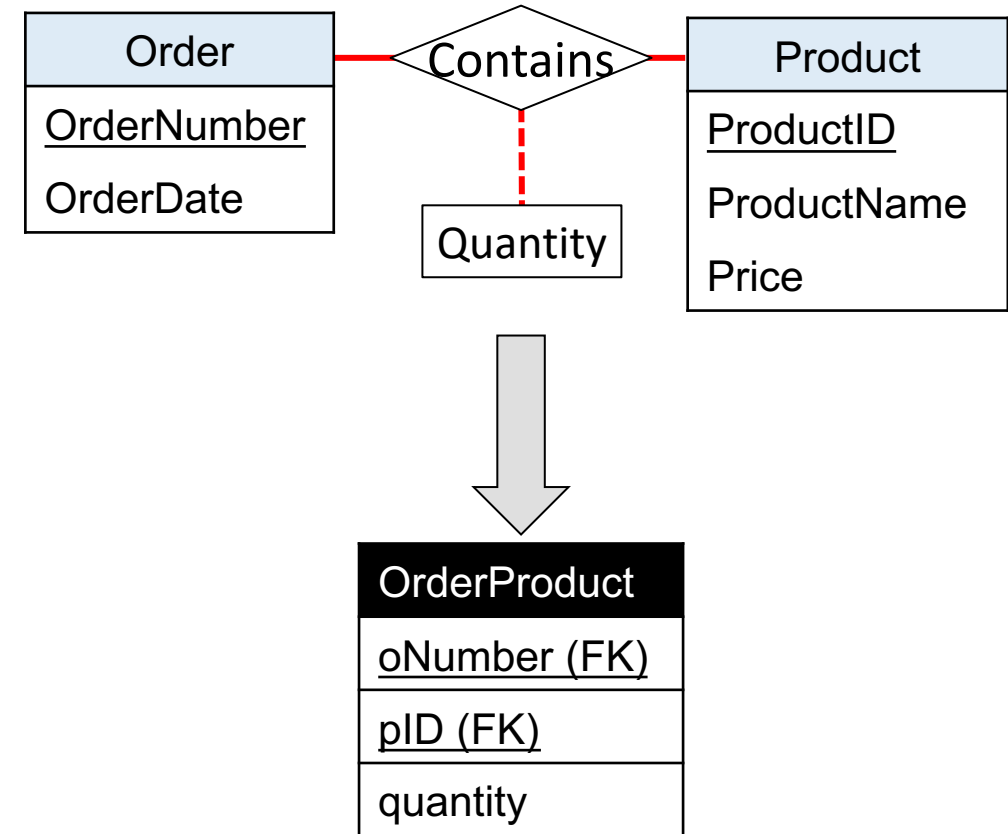 Order
OrderNumber
OrderDate
Contains
Quantity
Product
ProductID
ProductName
Price
OrderProduct
oNumber (FK)
pID (FK)
quantity